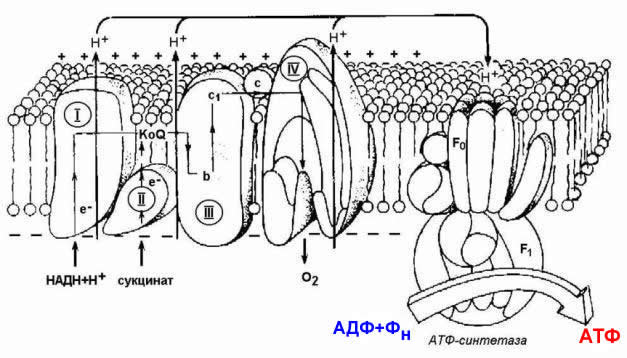 H⁺ H⁺ H⁺
+ + + + + + + + + + + + + + +
I c IV H⁺
c₁
KoQ F₀
e⁻ b
e⁻ II III
F₁
НАДН+H⁺ сукцинат O₂
АДФ+Фн АТФ-синтетаза АТФ